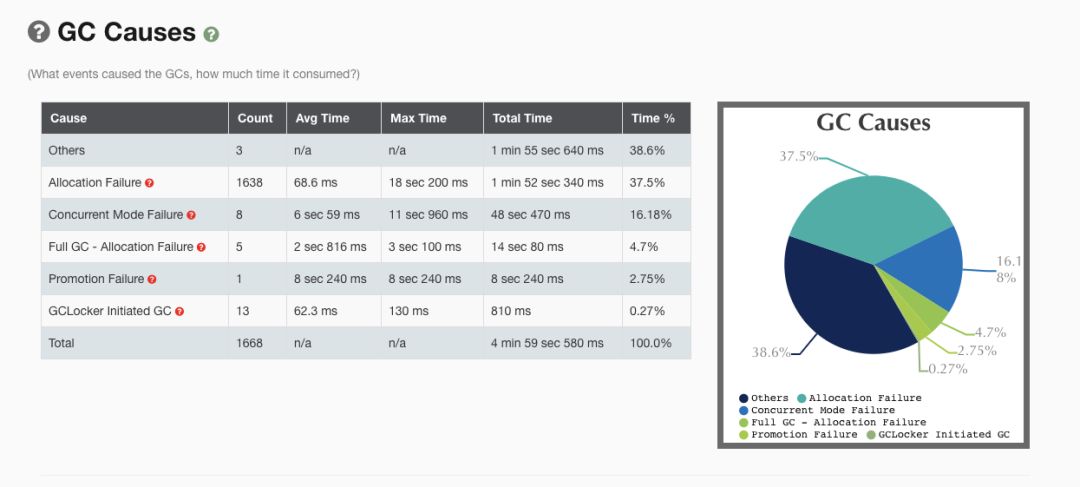 ? GC Causes ?
(What events caused the GCs, how much time it consumed?)
Cause Count Avg Time Max Time Total Time Time %
Others 3 n/a n/a 1 min 55 sec 640 ms 38.6%
Allocation Failure ? 1638 68.6 ms 18 sec 200 ms 1 min 52 sec 340 ms 37.5%
Concurrent Mode Failure ? 8 6 sec 59 ms 11 sec 960 ms 48 sec 470 ms 16.18%
Full GC - Allocation Failure ? 5 2 sec 816 ms 3 sec 100 ms 14 sec 80 ms 4.7%
Promotion Failure ? 1 8 sec 240 ms 8 sec 240 ms 8 sec 240 ms 2.75%
GCLocker Initiated GC ? 13 62.3 ms 130 ms 810 ms 0.27%
Total 1668 n/a n/a 4 min 59 sec 580 ms 100.0%
GC Causes
37.5%
16.1
8%
4.7%
2.75%
0.27%
38.6%
Others Allocation Failure
Concurrent Mode Failure
Full GC - Allocation Failure
Promotion Failure GCLocker Initiated GC